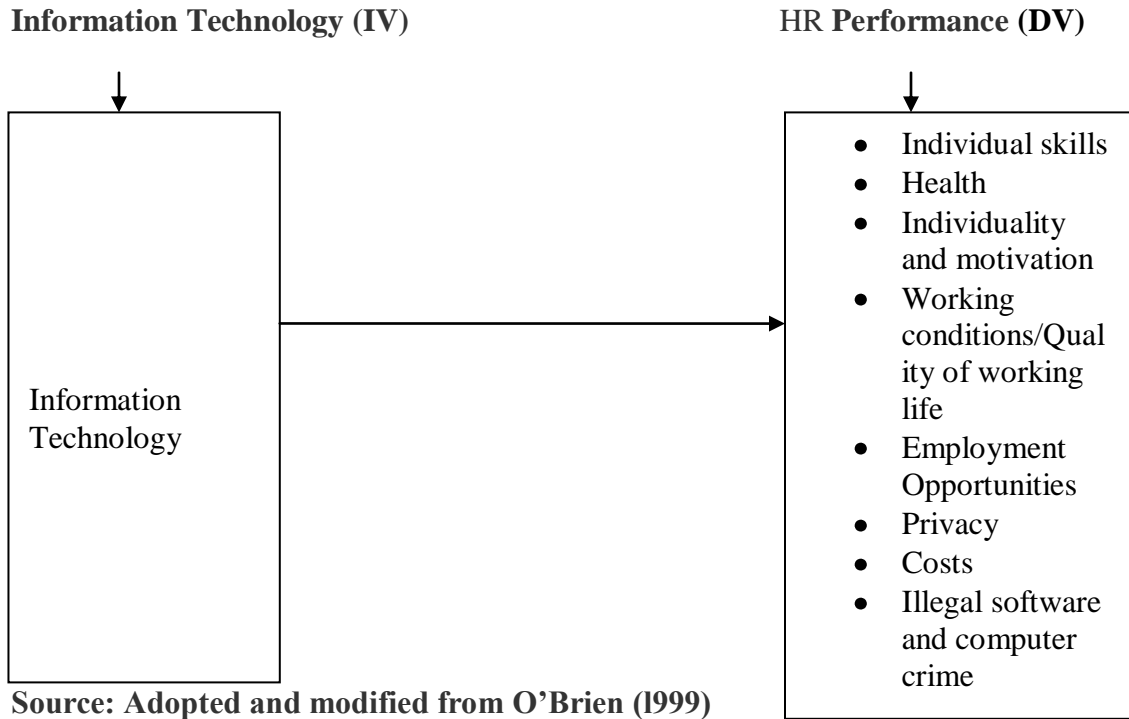 Information Technology (IV)
HR Performance (DV)
Information
Technology
• Individual skills
• Health
• Individuality
and motivation
• Working
conditions/Qual
ity of working
life
• Employment
Opportunities
• Privacy
• Costs
• Illegal software
and computer
crime
Source: Adopted and modified from O’Brien (l999)